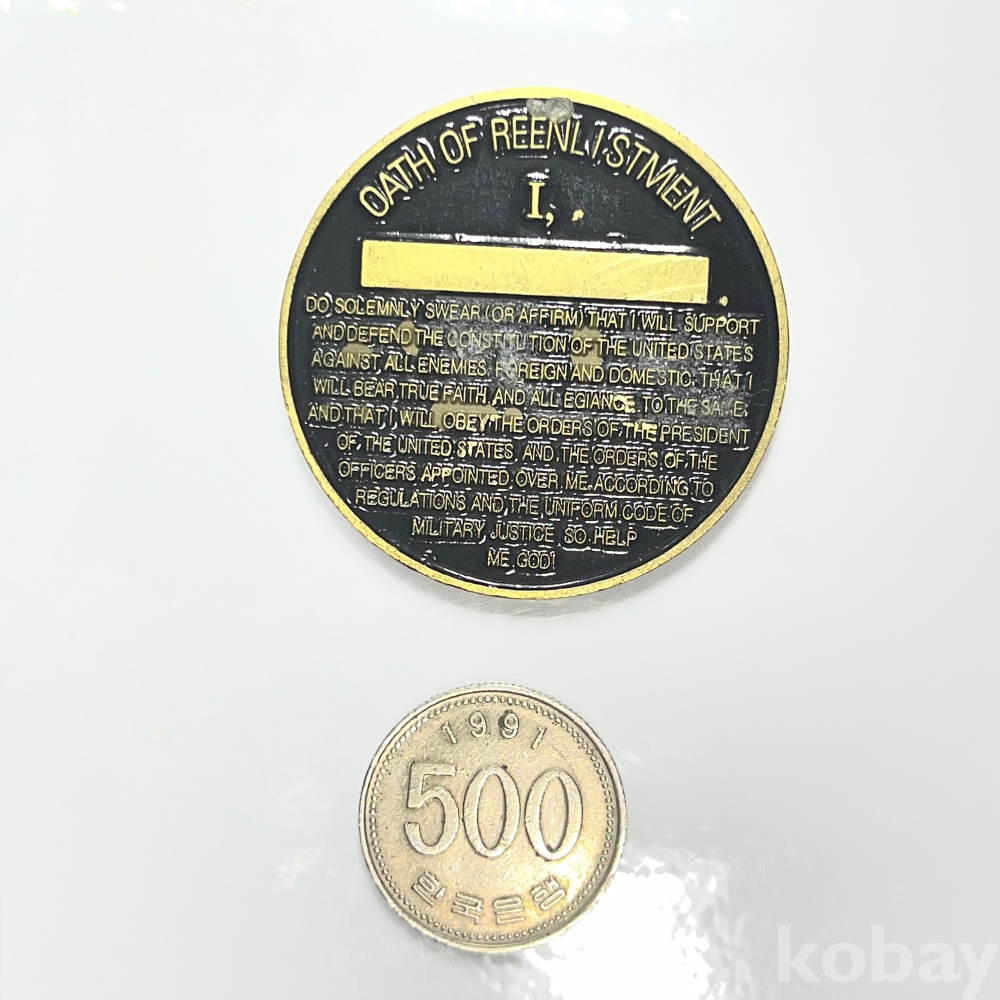 OATH OF REENLISTMENT
I,
DO SOLEMNLY SWEAR (OR AFFIRM) THAT I WILL SUPPORT
AND DEFEND THE CONSTITUTION OF THE UNITED STATES
AGAINST ALL ENEMIES, FOREIGN AND DOMESTIC; THAT I
WILL BEAR TRUE FAITH AND ALLEGIANCE TO THE SAME;
AND THAT I WILL OBEY THE ORDERS OF THE PRESIDENT
OF THE UNITED STATES AND THE ORDERS OF THE
OFFICERS APPOINTED OVER ME ACCORDING TO
REGULATIONS AND THE UNIFORM CODE OF
MILITARY JUSTICE SO HELP
ME GOD!
1991
500
한국은행
kobay